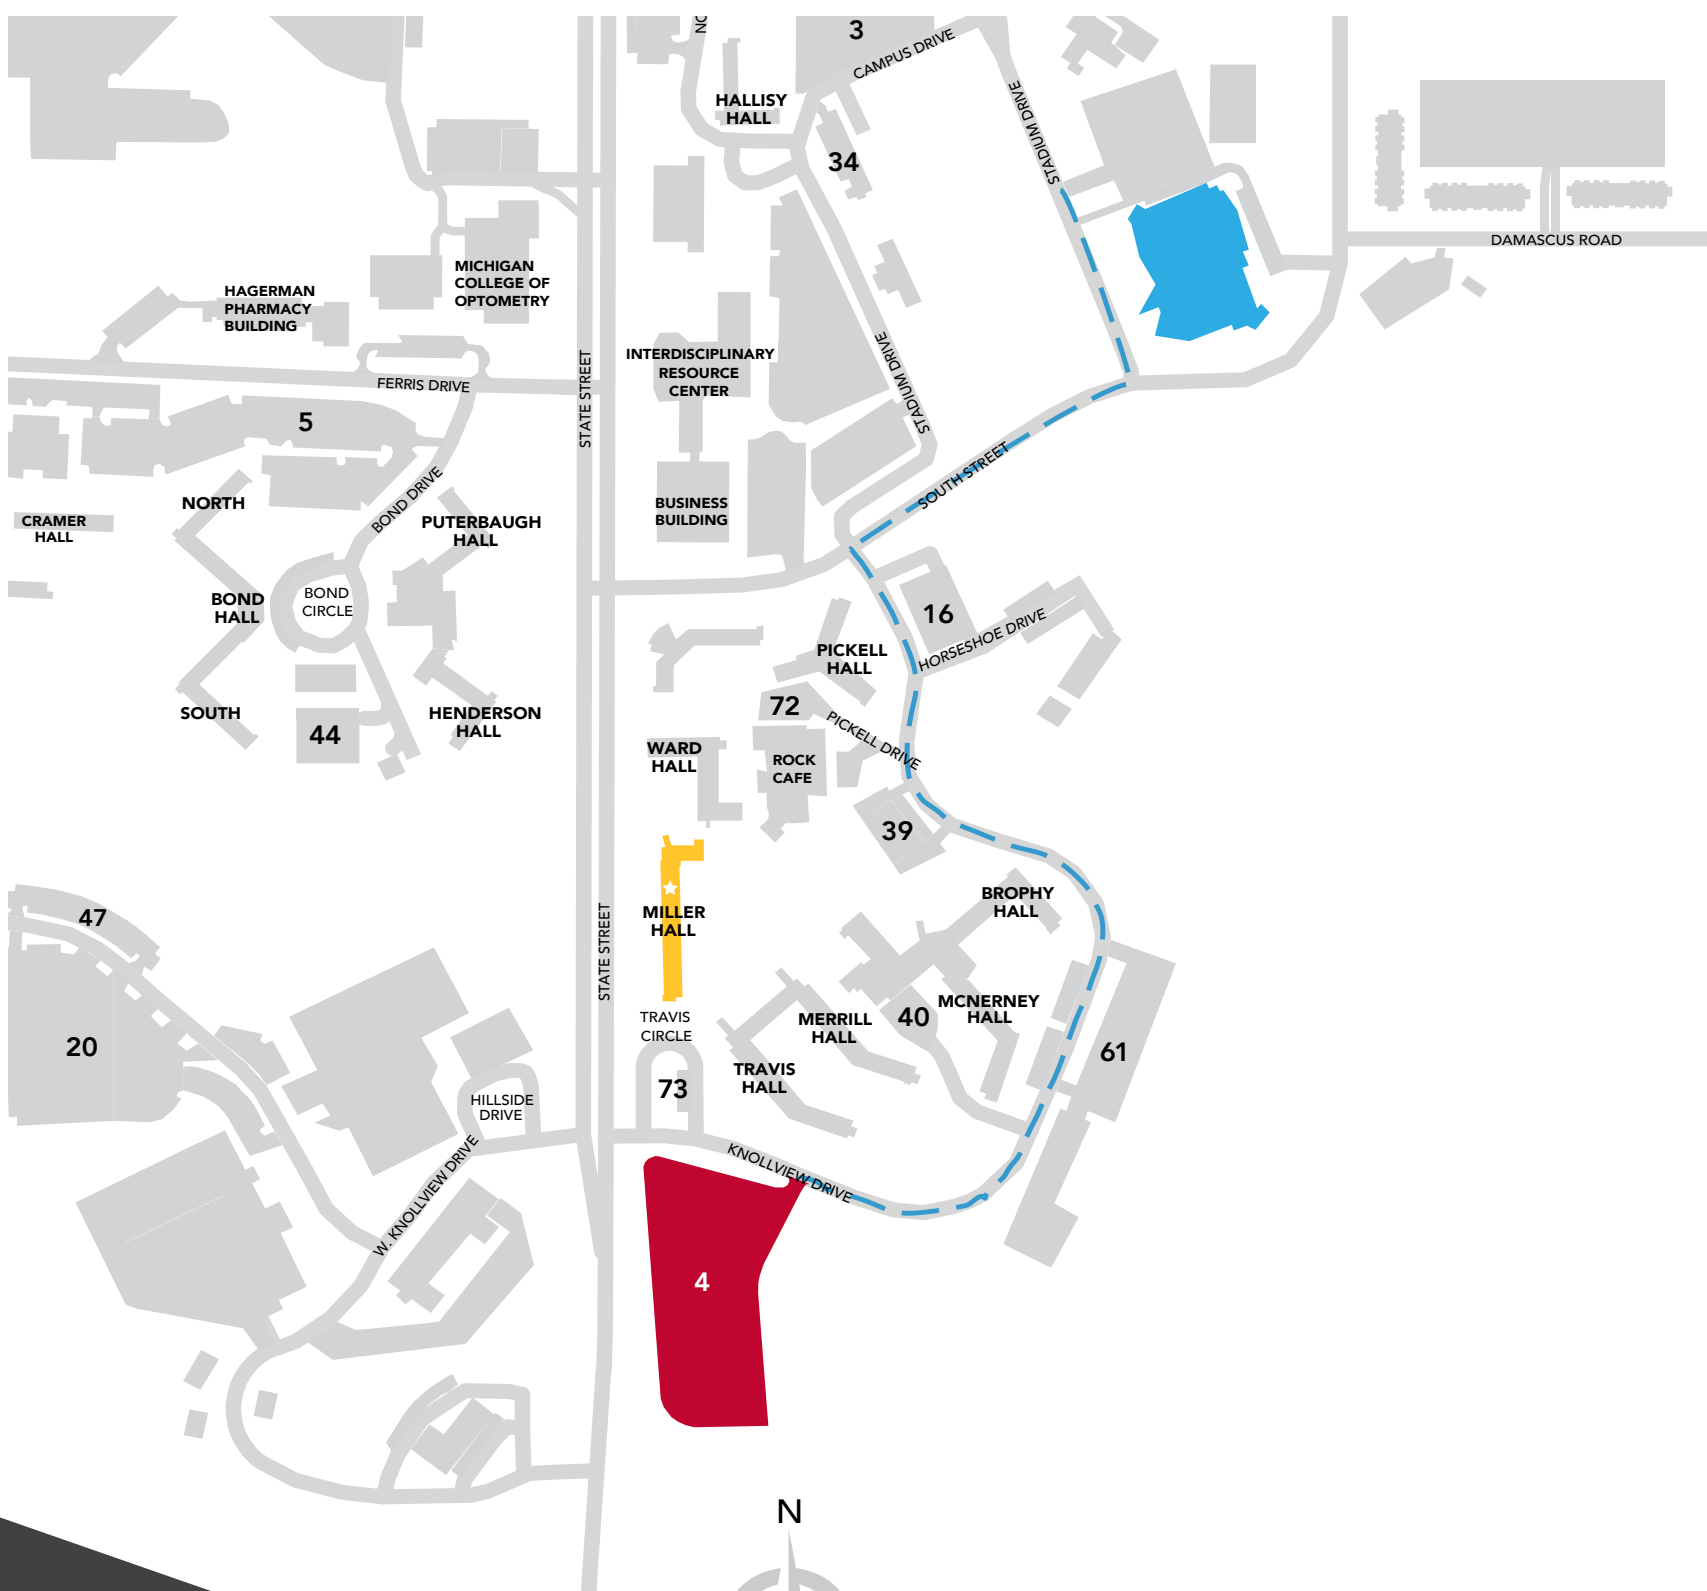 NO
3
CAMPUS DRIVE
HALLISY
HALL
STADIUM DRIVE
34
DAMASCUS ROAD
MICHIGAN
COLLEGE OF
OPTOMETRY
HAGERMAN
PHARMACY
BUILDING
INTERDISCIPLINARY
RESOURCE
CENTER
STADIUM DRIVE
FERRIS DRIVE
STATE STREET
5
SOUTH STREET
BOND DRIVE
NORTH
BUSINESS
BUILDING
CRAMER
HALL
PUTERBAUGH
HALL
BOND
CIRCLE
BOND
HALL
16
HORSESHOE DRIVE
PICKELL
HALL
72
PICKELL DRIVE
SOUTH
44
HENDERSON
HALL
WARD
HALL
ROCK
CAFE
39
BROPHY
HALL
47
MILLER
HALL
STATE STREET
MCNERNEY
HALL
40
MERRILL
HALL
TRAVIS
CIRCLE
20
61
TRAVIS
HALL
73
HILLSIDE
DRIVE
KNOLLVIEW DRIVE
W. KNOLLVIEW DRIVE
4
N